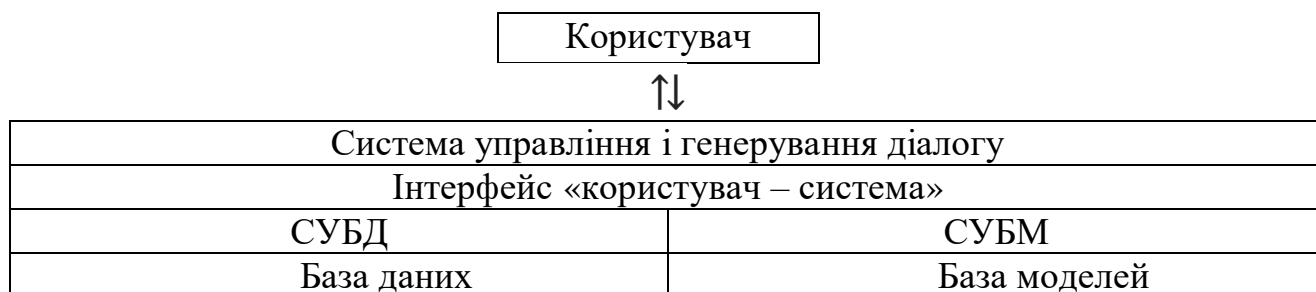 Користувач
⇅
Система управління і генерування діалогу
Інтерфейс «користувач – система»
СУБД СУБМ
База даних База моделей